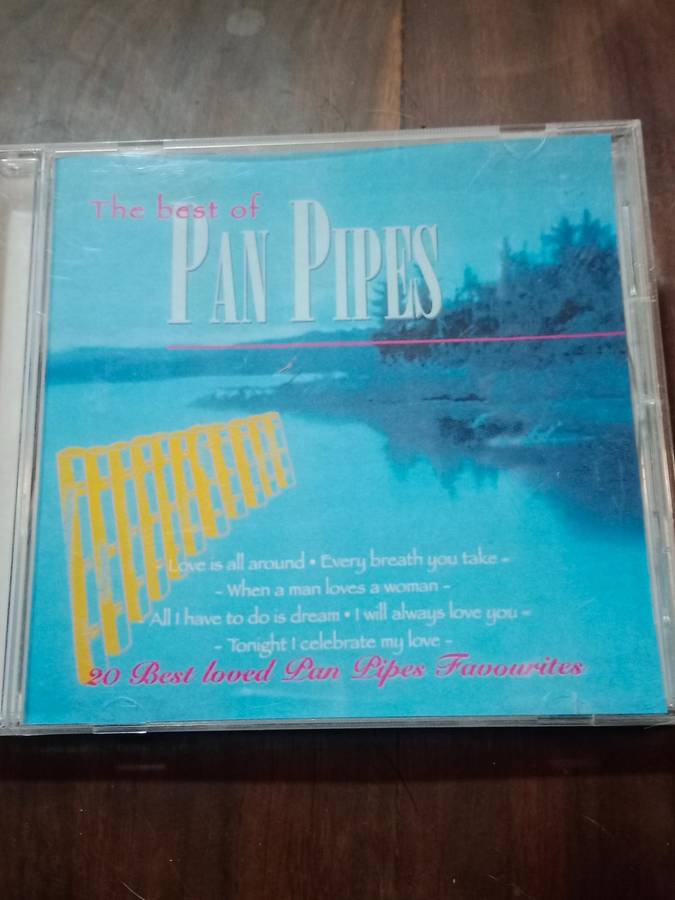 The best of
PAN PIPES
- Love is all around • Every breath you take -
- When a man loves a woman -
- All I have to do is dream • I will always love you -
- Tonight I celebrate my love -
20 Best loved Pan Pipes Favourites